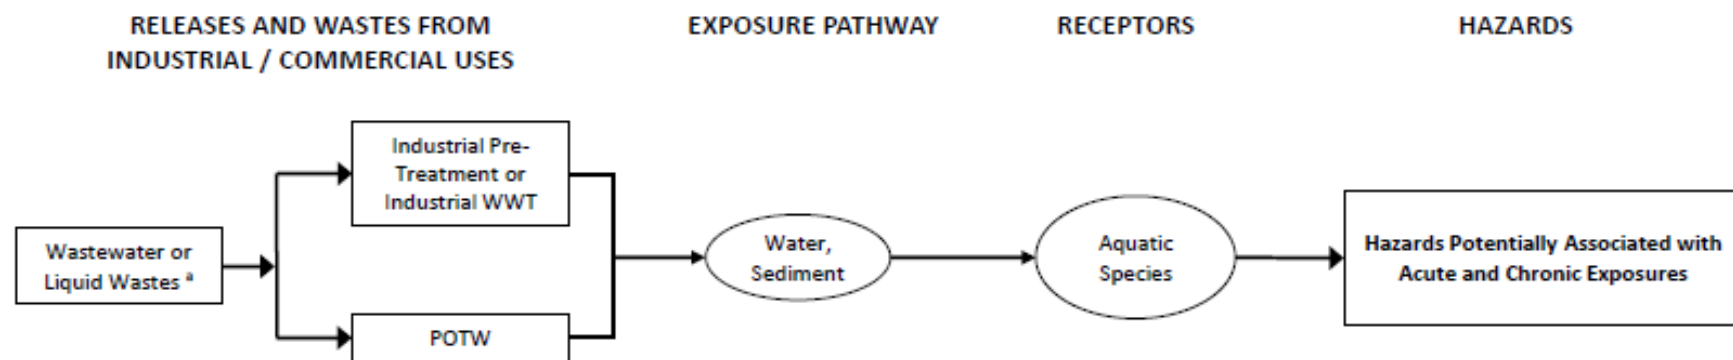 RELEASES AND WASTES FROM
INDUSTRIAL / COMMERCIAL USES
EXPOSURE PATHWAY
RECEPTORS
HAZARDS
Wastewater or
Liquid Wastes ᵃ
Industrial Pre-
Treatment or
Industrial WWT
POTW
Water,
Sediment
Aquatic
Species
Hazards Potentially Associated with
Acute and Chronic Exposures